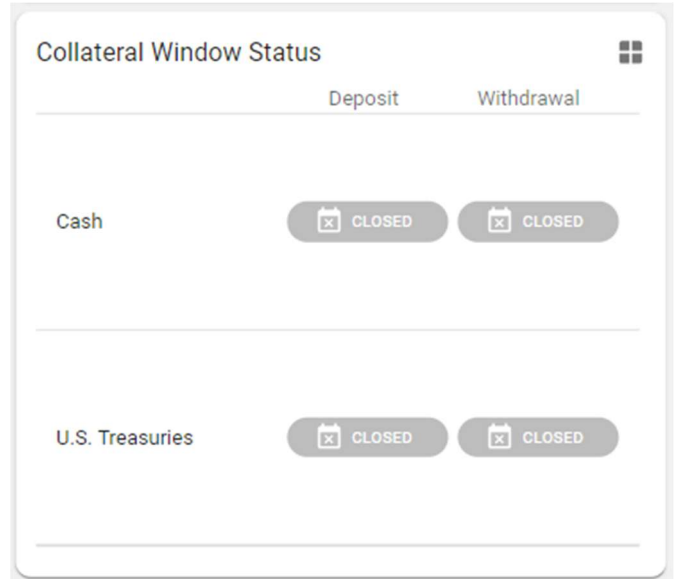 Collateral Window Status
Deposit Withdrawal
Cash CLOSED CLOSED
U.S. Treasuries CLOSED CLOSED